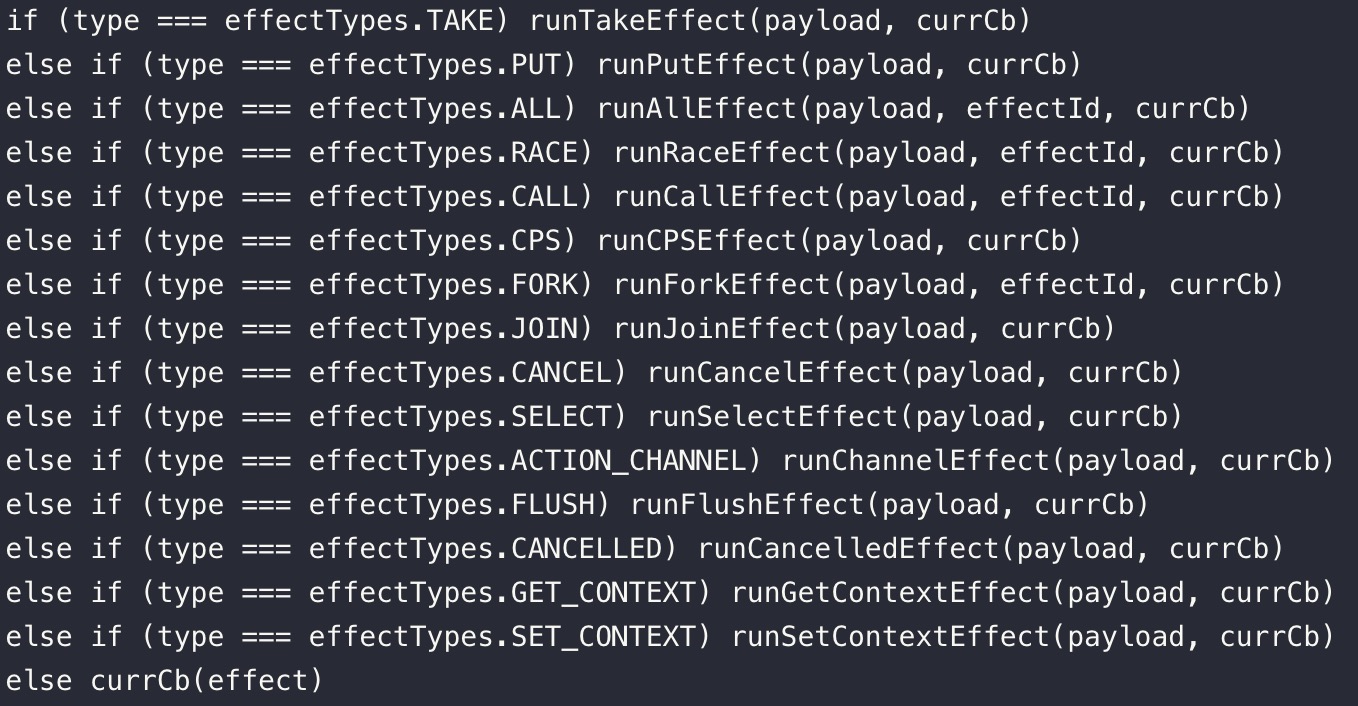 if (type === effectTypes.TAKE) runTakeEffect(payload, currCb)
else if (type === effectTypes.PUT) runPutEffect(payload, currCb)
else if (type === effectTypes.ALL) runAllEffect(payload, effectId, currCb)
else if (type === effectTypes.RACE) runRaceEffect(payload, effectId, currCb)
else if (type === effectTypes.CALL) runCallEffect(payload, effectId, currCb)
else if (type === effectTypes.CPS) runCPSEffect(payload, currCb)
else if (type === effectTypes.FORK) runForkEffect(payload, effectId, currCb)
else if (type === effectTypes.JOIN) runJoinEffect(payload, currCb)
else if (type === effectTypes.CANCEL) runCancelEffect(payload, currCb)
else if (type === effectTypes.SELECT) runSelectEffect(payload, currCb)
else if (type === effectTypes.ACTION_CHANNEL) runChannelEffect(payload, currCb)
else if (type === effectTypes.FLUSH) runFlushEffect(payload, currCb)
else if (type === effectTypes.CANCELLED) runCancelledEffect(payload, currCb)
else if (type === effectTypes.GET_CONTEXT) runGetContextEffect(payload, currCb)
else if (type === effectTypes.SET_CONTEXT) runSetContextEffect(payload, currCb)
else currCb(effect)